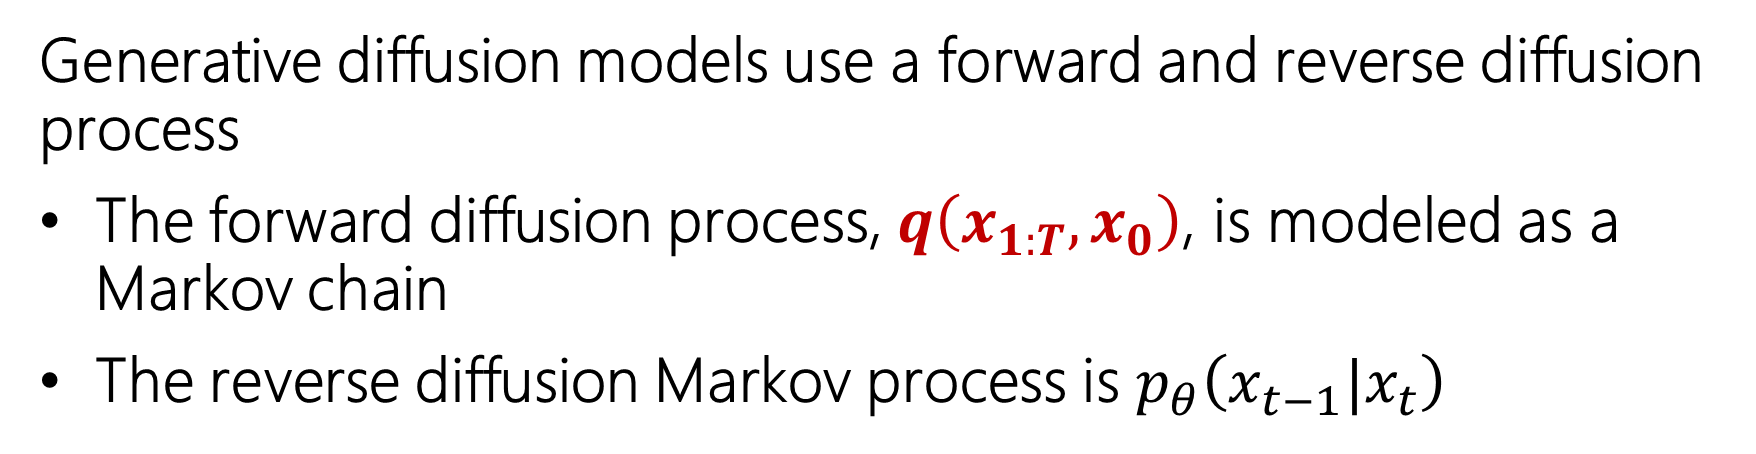 Generative diffusion models use a forward and reverse diffusion
process
• The forward diffusion process, q(x₁:T, x₀), is modeled as a
Markov chain
• The reverse diffusion Markov process is pθ(xt−1|xt)